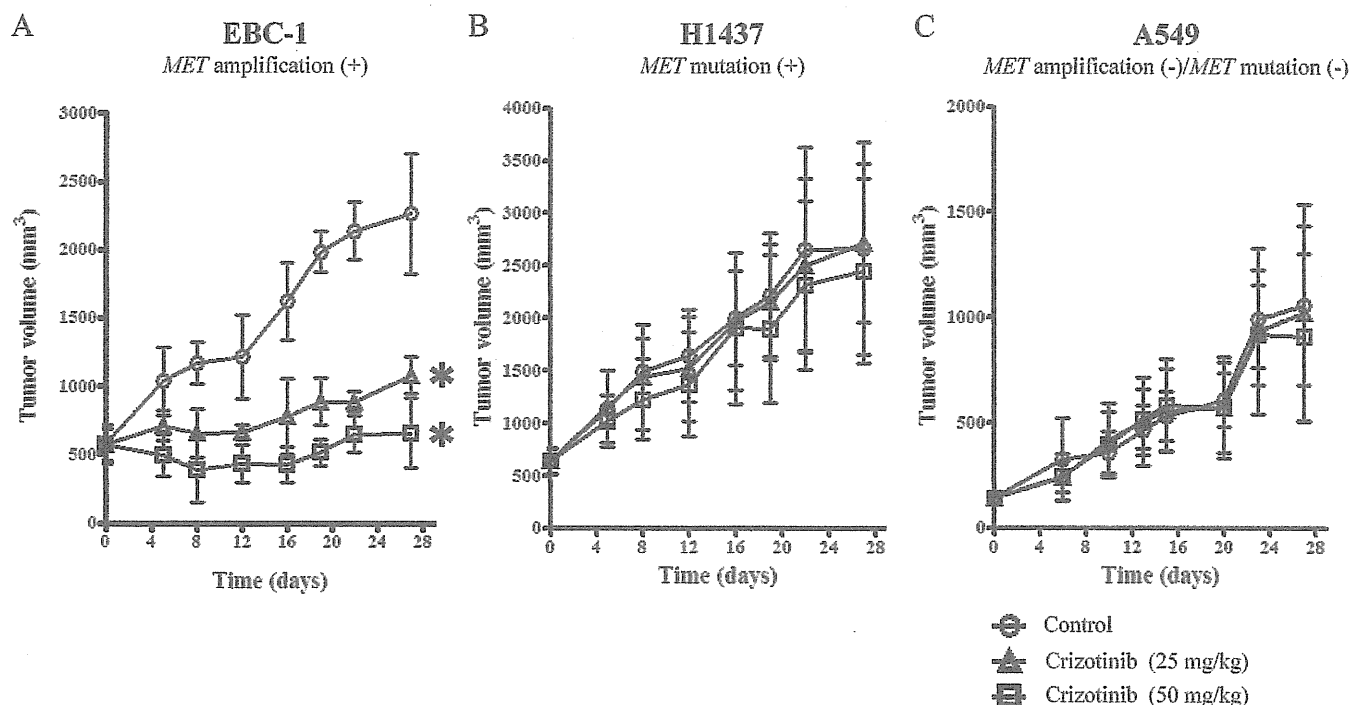 A
EBC-1
MET amplification (+)
Tumor volume (mm³)
3000
2500
2000
1500
1000
500
0
0 4 8 12 16 20 24 28
Time (days)
*
*
B
H1437
MET mutation (+)
Tumor volume (mm³)
4000
3500
3000
2500
2000
1500
1000
500
0
0 4 8 12 16 20 24 28
Time (days)
C
A549
MET amplification (-)/MET mutation (-)
Tumor volume (mm³)
2000
1500
1000
500
0
0 4 8 12 16 20 24 28
Time (days)
Control
Crizotinib (25 mg/kg)
Crizotinib (50 mg/kg)